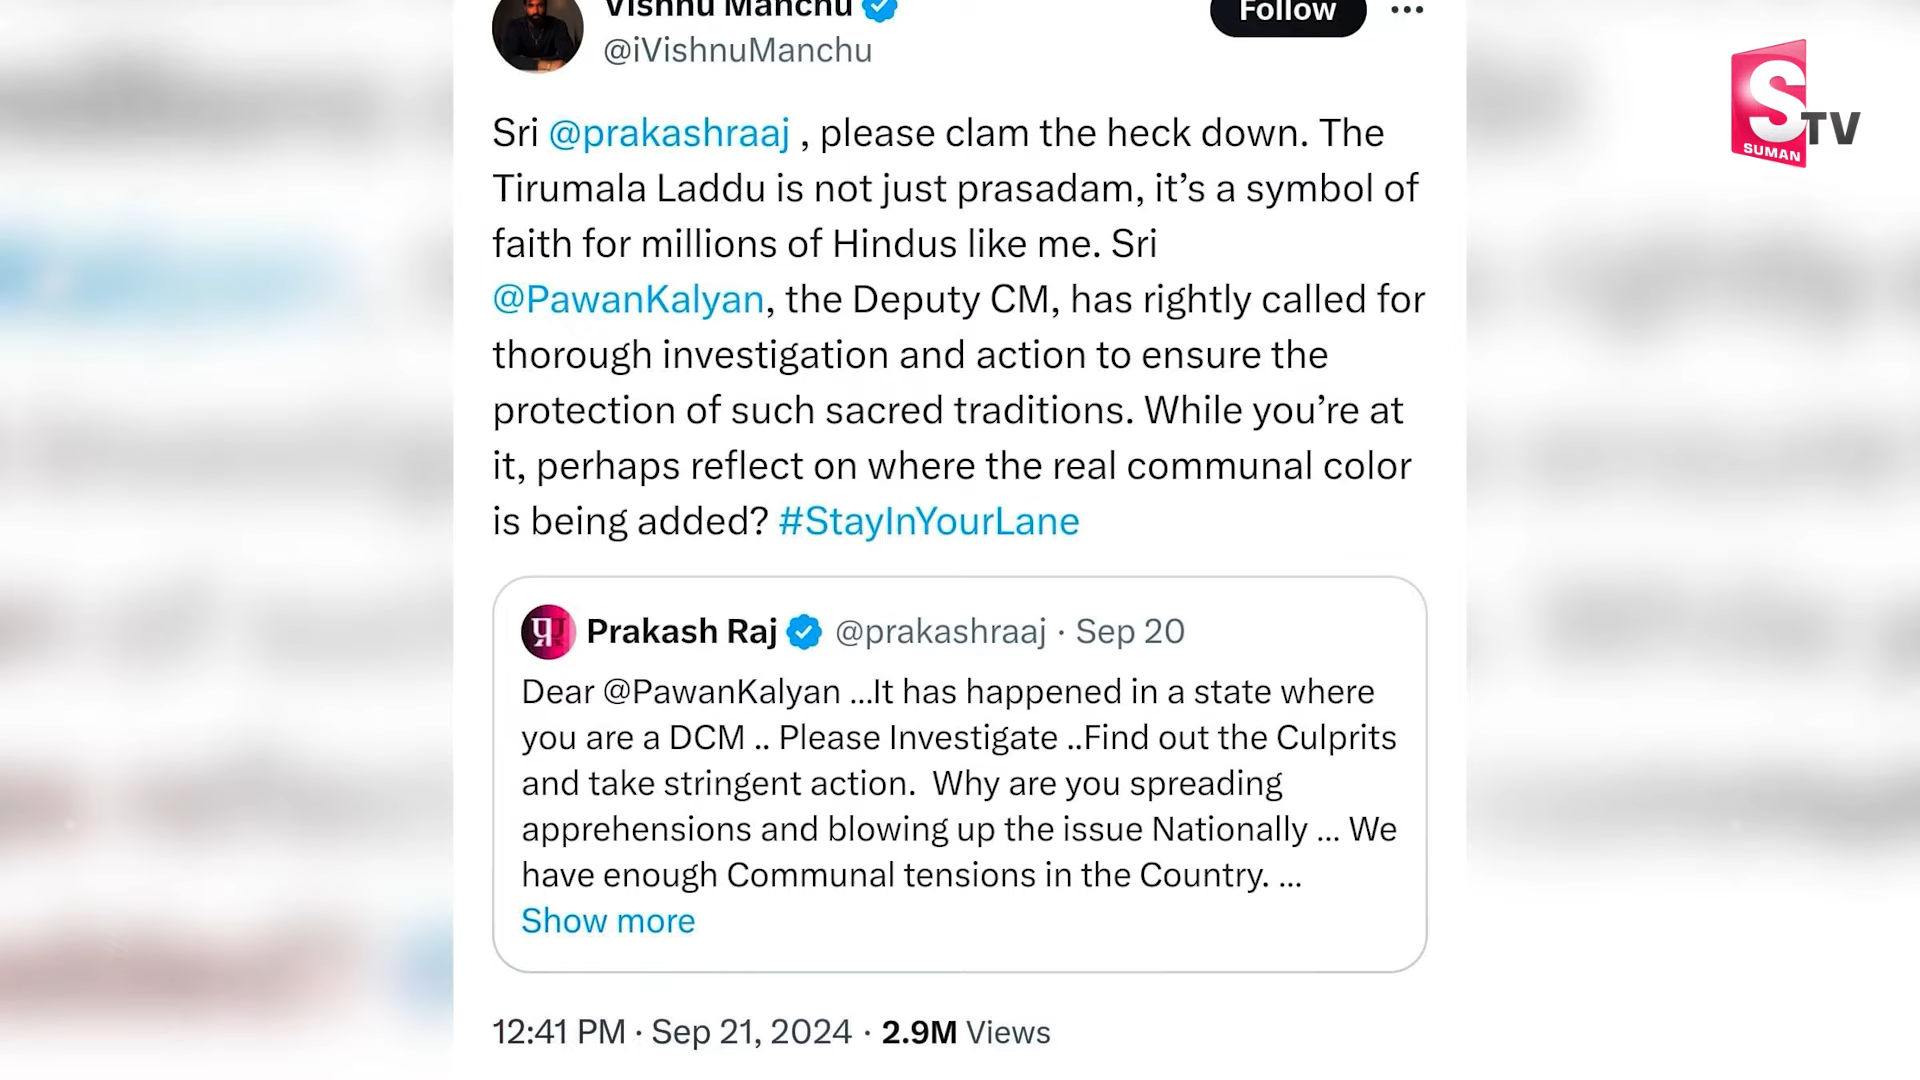 Vishnu Manchu
@iVishnuManchu
Follow
Sri @prakashraaj , please clam the heck down. The
Tirumala Laddu is not just prasadam, it’s a symbol of
faith for millions of Hindus like me. Sri
@PawanKalyan, the Deputy CM, has rightly called for
thorough investigation and action to ensure the
protection of such sacred traditions. While you’re at
it, perhaps reflect on where the real communal color
is being added? #StayInYourLane
Prakash Raj @prakashraaj · Sep 20
Dear @PawanKalyan ...It has happened in a state where
you are a DCM .. Please Investigate ..Find out the Culprits
and take stringent action.  Why are you spreading
apprehensions and blowing up the issue Nationally ... We
have enough Communal tensions in the Country. ...
Show more
12:41 PM · Sep 21, 2024 · 2.9M Views
S TV
SUMAN